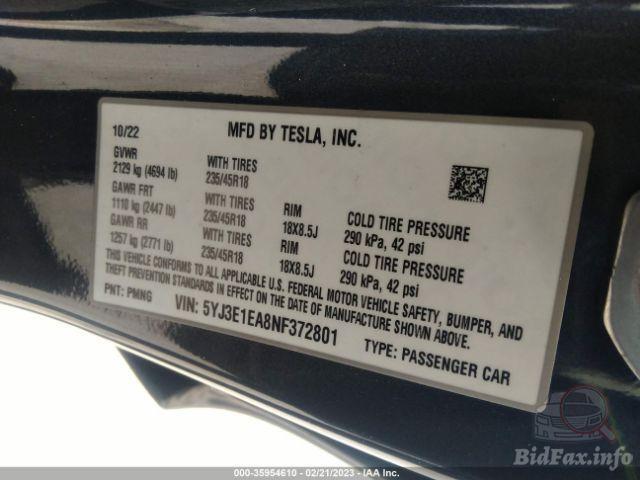 10/22 MFD BY TESLA, INC.
GVWR
2129 kg (4694 lb) WITH TIRES
235/45R18
GAWR FRT
1110 kg (2447 lb) WITH TIRES RIM COLD TIRE PRESSURE
235/45R18 18X8.5J 290 kPa, 42 psi
GAWR RR
1257 kg (2771 lb) WITH TIRES RIM COLD TIRE PRESSURE
235/45R18 18X8.5J 290 kPa, 42 psi
THIS VEHICLE CONFORMS TO ALL APPLICABLE U.S. FEDERAL MOTOR VEHICLE SAFETY, BUMPER, AND
THEFT PREVENTION STANDARDS IN EFFECT ON THE DATE OF MANUFACTURE SHOWN ABOVE.
PNT: PMNG VIN: 5YJ3E1EA8NF372801 TYPE: PASSENGER CAR
BidFax.info
000-35954610 - 02/21/2023 - IAA Inc.